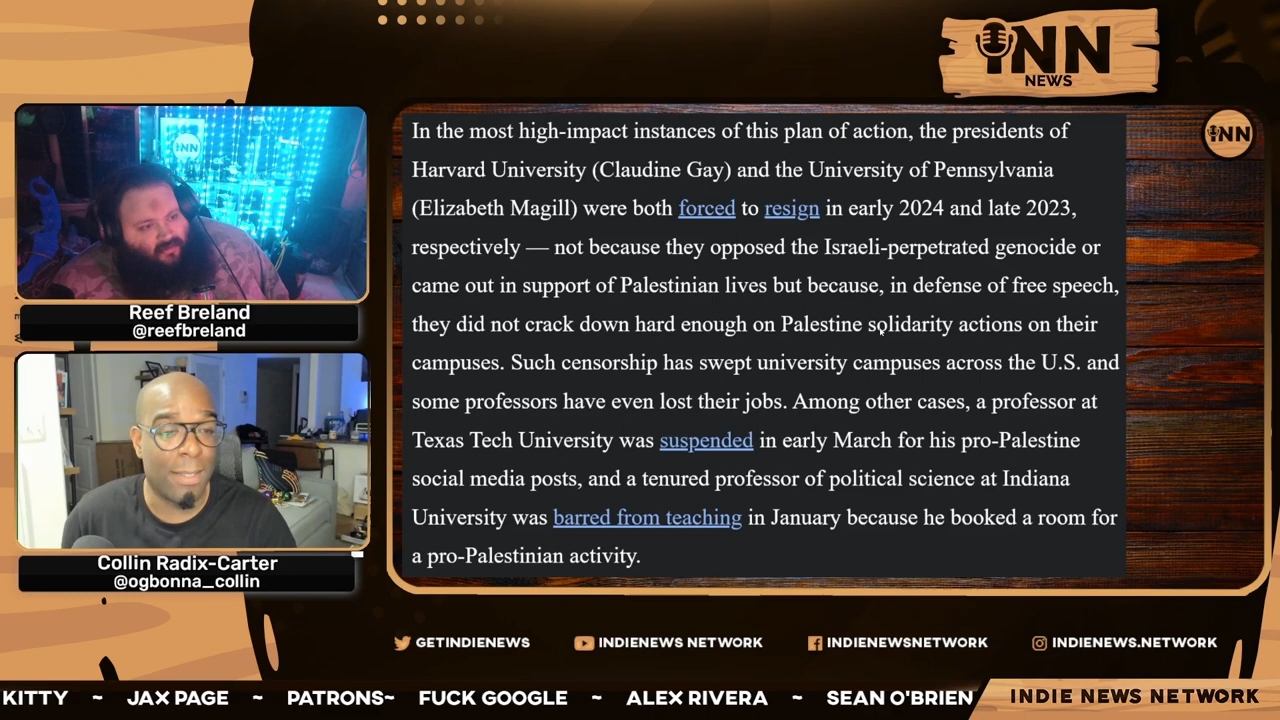 INN
NEWS
INN
In the most high-impact instances of this plan of action, the presidents of
Harvard University (Claudine Gay) and the University of Pennsylvania
(Elizabeth Magill) were both forced to resign in early 2024 and late 2023,
respectively — not because they opposed the Israeli-perpetrated genocide or
came out in support of Palestinian lives but because, in defense of free speech,
they did not crack down hard enough on Palestine solidarity actions on their
campuses. Such censorship has swept university campuses across the U.S. and
some professors have even lost their jobs. Among other cases, a professor at
Texas Tech University was suspended in early March for his pro-Palestine
social media posts, and a tenured professor of political science at Indiana
University was barred from teaching in January because he booked a room for
a pro-Palestinian activity.
INN
Reef Breland
@reefbreland
Collin Radix-Carter
@ogbonna_collin
GETINDIENEWS INDIENEWS NETWORK INDIENEWSNETWORK INDIENEWS.NETWORK
KITTY ~ JAX PAGE ~ PATRONS~ FUCK GOOGLE ~ ALEX RIVERA ~ SEAN O'BRIEN INDIE NEWS NETWORK